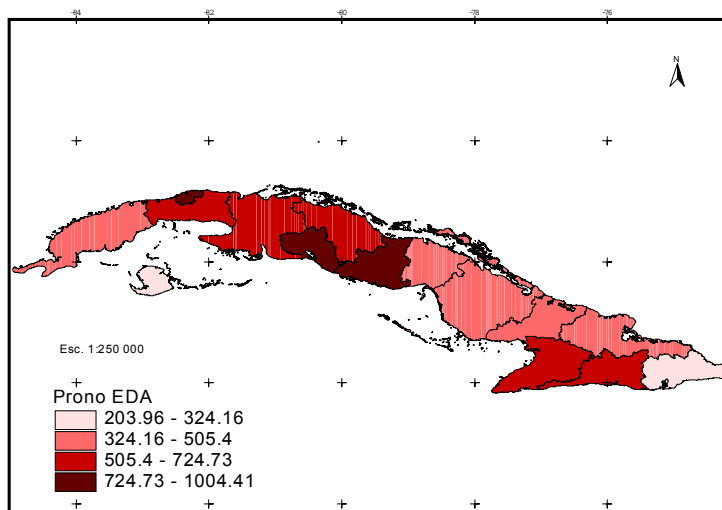 -84 -82 -80 -78 -76
N
Esc. 1:250 000
Prono EDA
203.96 - 324.16
324.16 - 505.4
505.4 - 724.73
724.73 - 1004.41